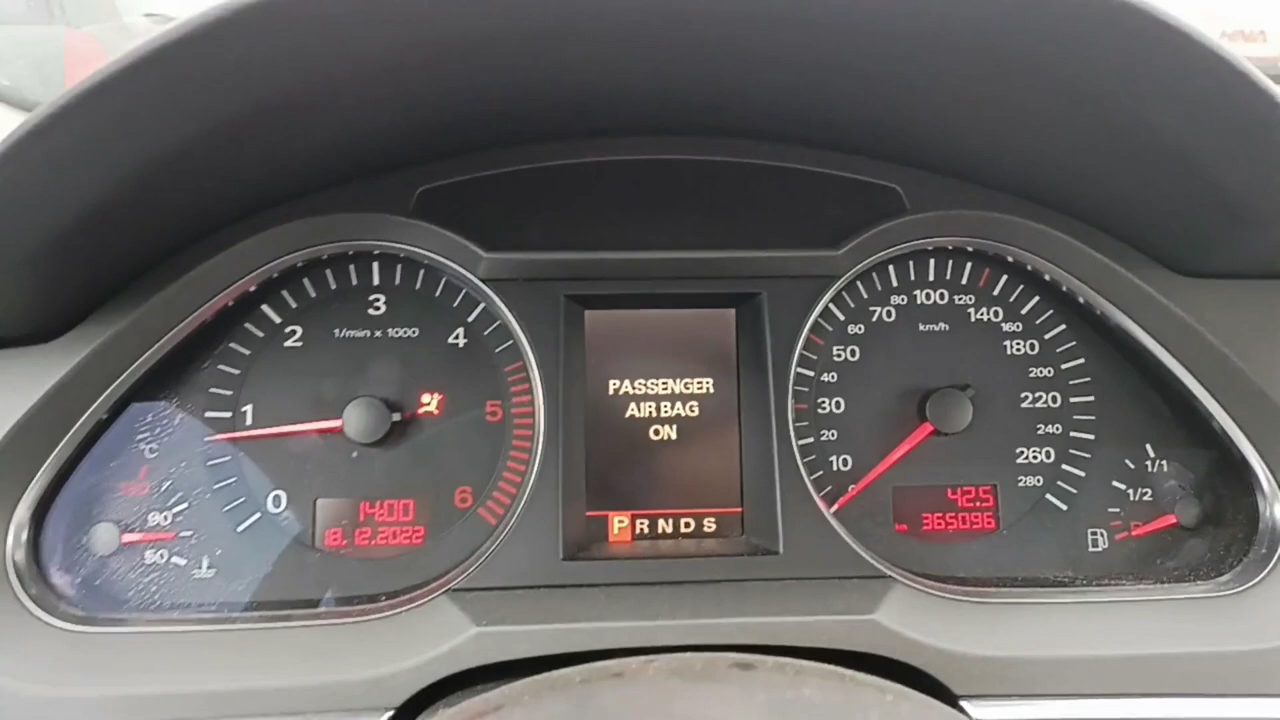 3
2
4
1/min x 1000
1
5
0
6
°C
90
50
14:00
18.12.2022
PASSENGER
AIR BAG
ON
P R N D S
80 100 120
70 140
60 km/h 160
50 180
40 200
30 220
20 240
10 260
280
42.5
km 365096
1/1
1/2
R